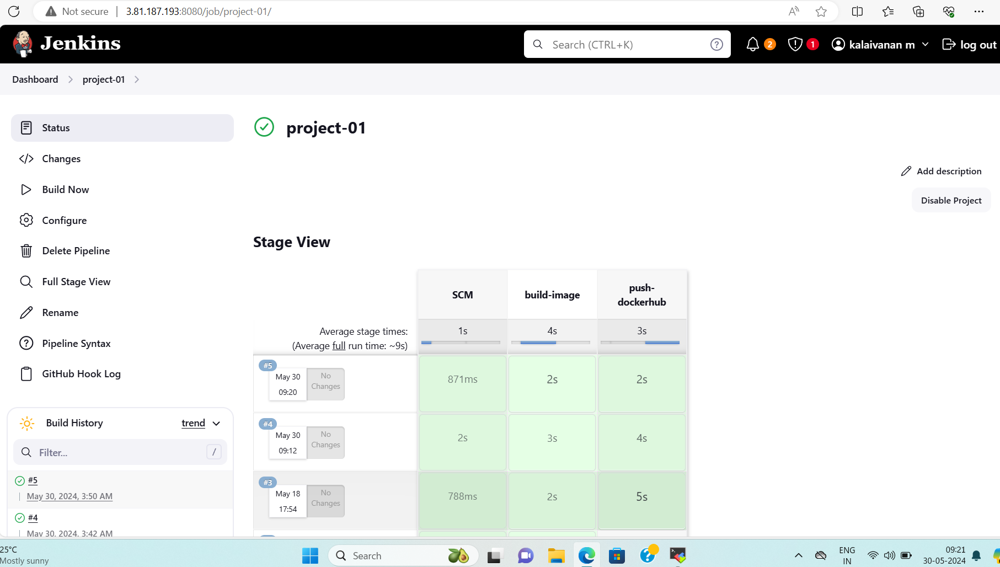 Not secure | 3.81.187.193:8080/job/project-01/
Jenkins
Search (CTRL+K)
?
2
1
kalaivanan m
log out
Dashboard
project-01
Status
Changes
Build Now
Configure
Delete Pipeline
Full Stage View
Rename
Pipeline Syntax
GitHub Hook Log
Build History
trend
Filter...
/
#5
May 30, 2024, 3:50 AM
#4
May 30, 2024, 3:42 AM
project-01
Add description
Disable Project
Stage View
SCM
build-image
push-
dockerhub
Average stage times:
(Average full run time: ~9s)
1s
4s
3s
#5
May 30
09:20
No
Changes
871ms
2s
2s
#4
May 30
09:12
No
Changes
2s
3s
4s
#3
May 18
17:54
No
Changes
788ms
2s
5s
25°C
Mostly sunny
Search
ENG
IN
09:21
30-05-2024